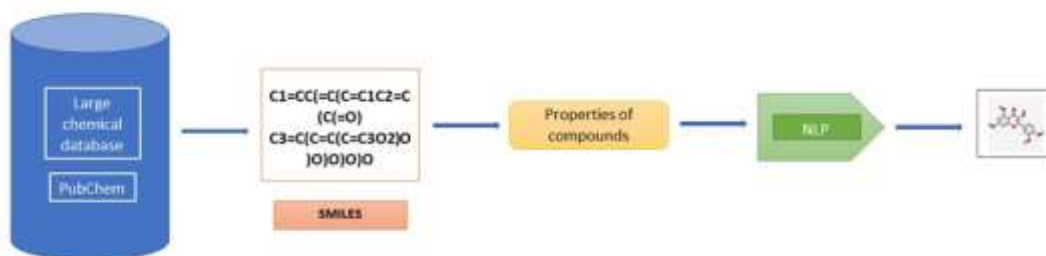 Large
chemical
database
PubChem
C1=CC(=C(C=C1C2=C
(C(=O)
C3=C(C=C(C=C3O2)O
)O)O)O)O
SMILES
Properties of
compounds
NLP